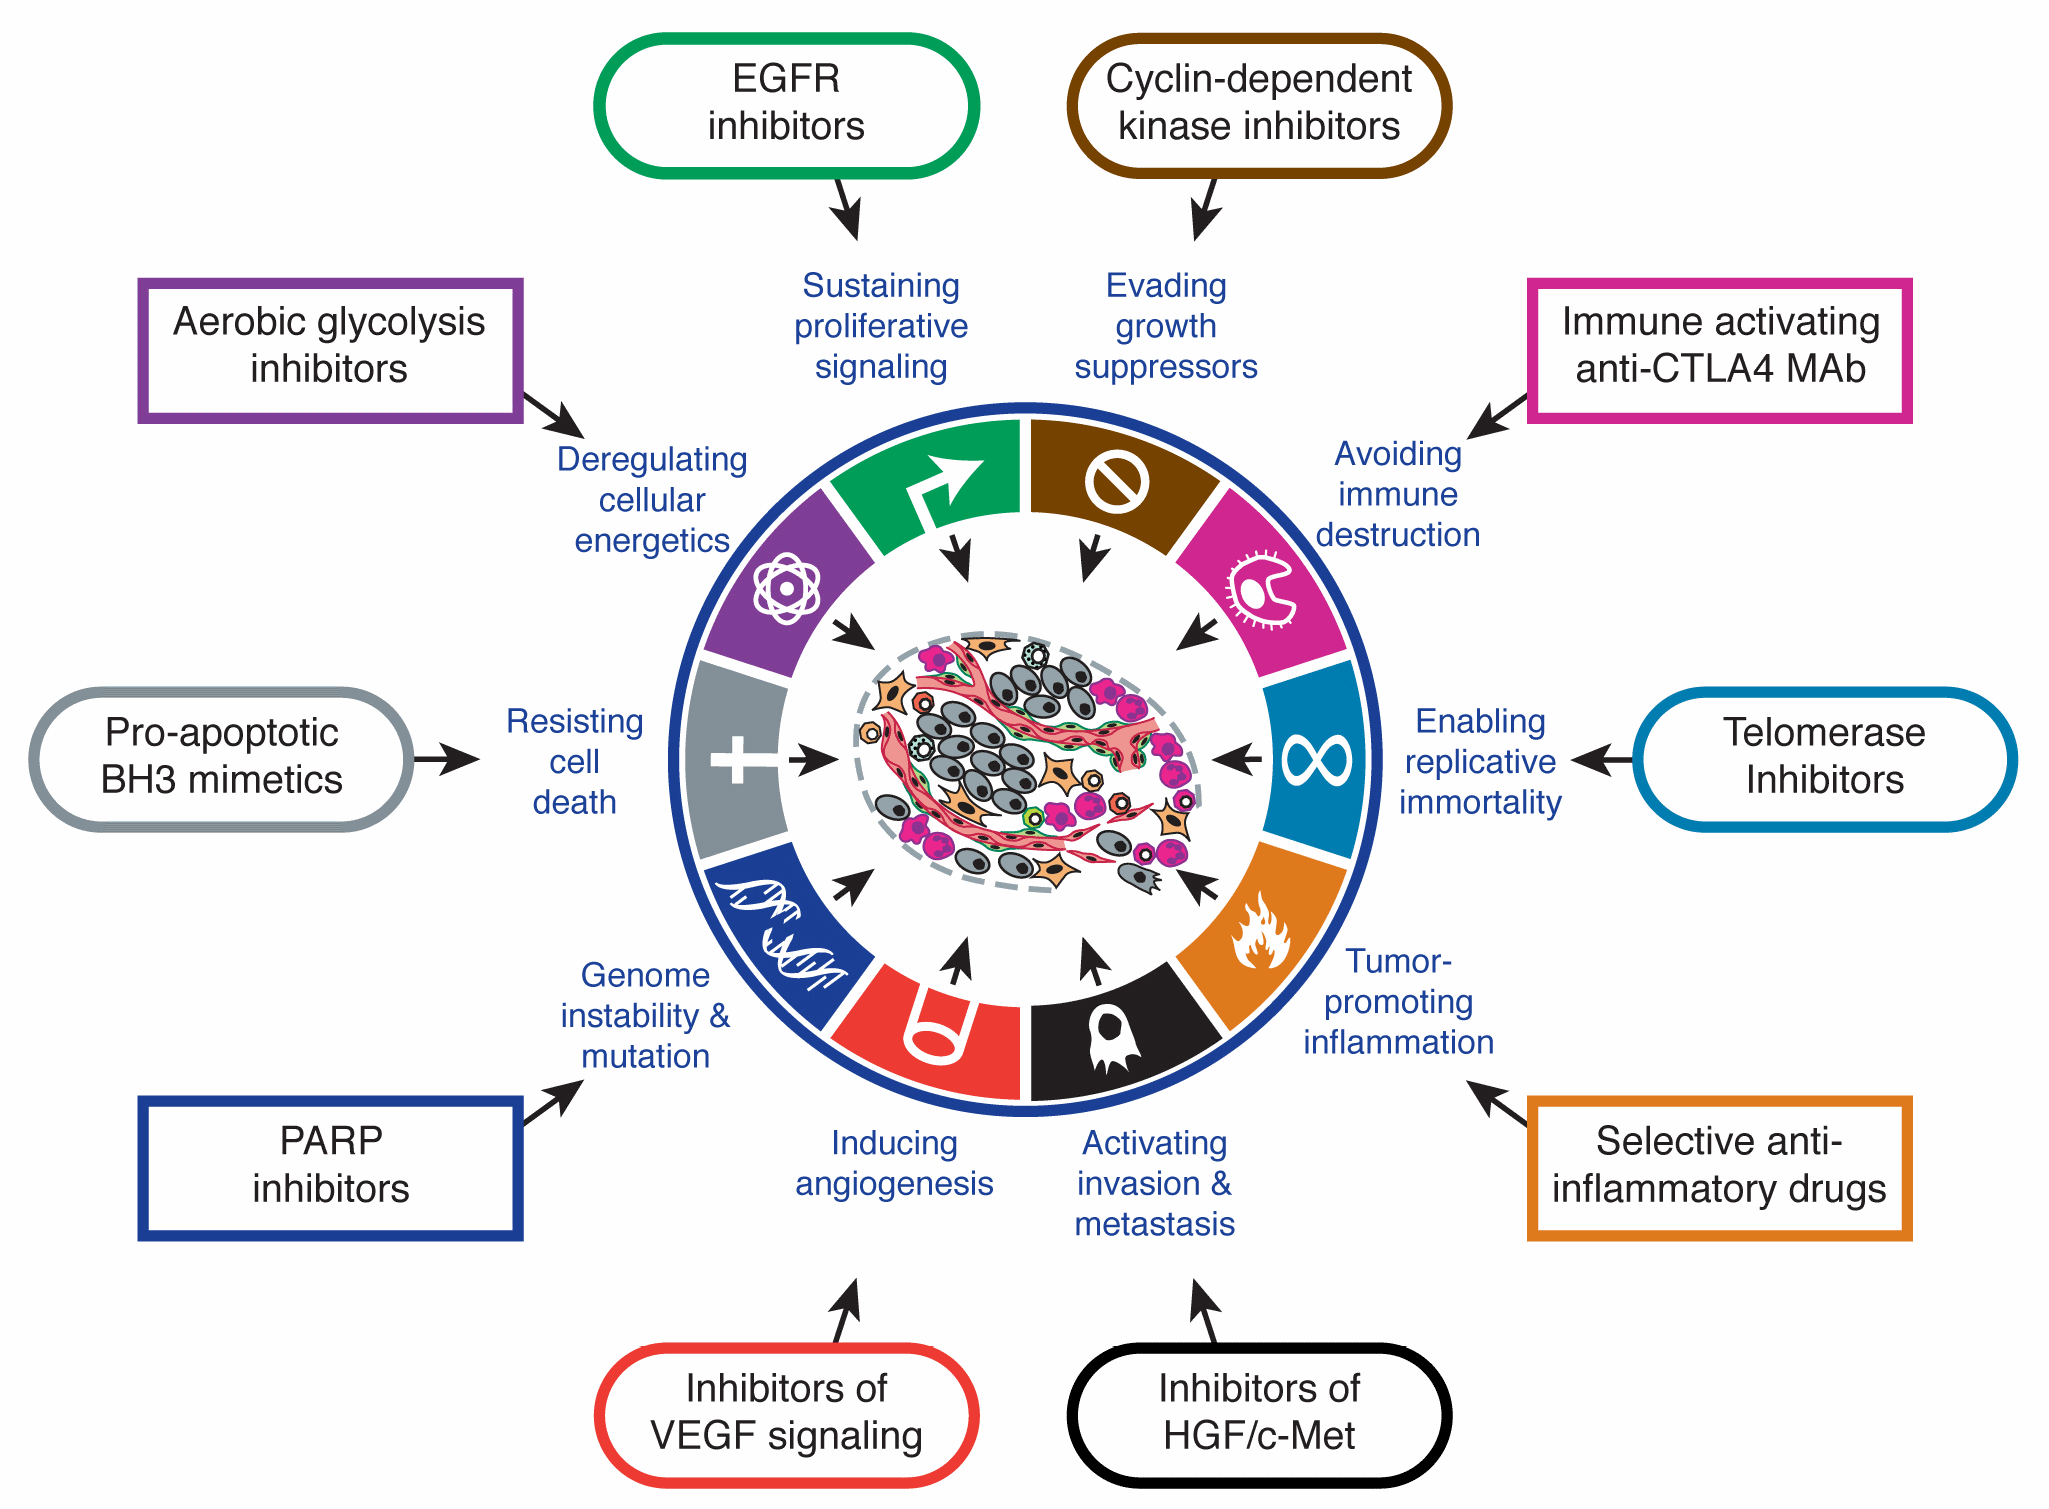 EGFR
inhibitors
Cyclin-dependent
kinase inhibitors
Aerobic glycolysis
inhibitors
Sustaining
proliferative
signaling
Evading
growth
suppressors
Immune activating
anti-CTLA4 MAb
Deregulating
cellular
energetics
Avoiding
immune
destruction
Pro-apoptotic
BH3 mimetics
Resisting
cell
death
Enabling
replicative
immortality
Telomerase
Inhibitors
Genome
instability &
mutation
Tumor-
promoting
inflammation
PARP
inhibitors
Inducing
angiogenesis
Activating
invasion &
metastasis
Selective anti-
inflammatory drugs
Inhibitors of
VEGF signaling
Inhibitors of
HGF/c-Met